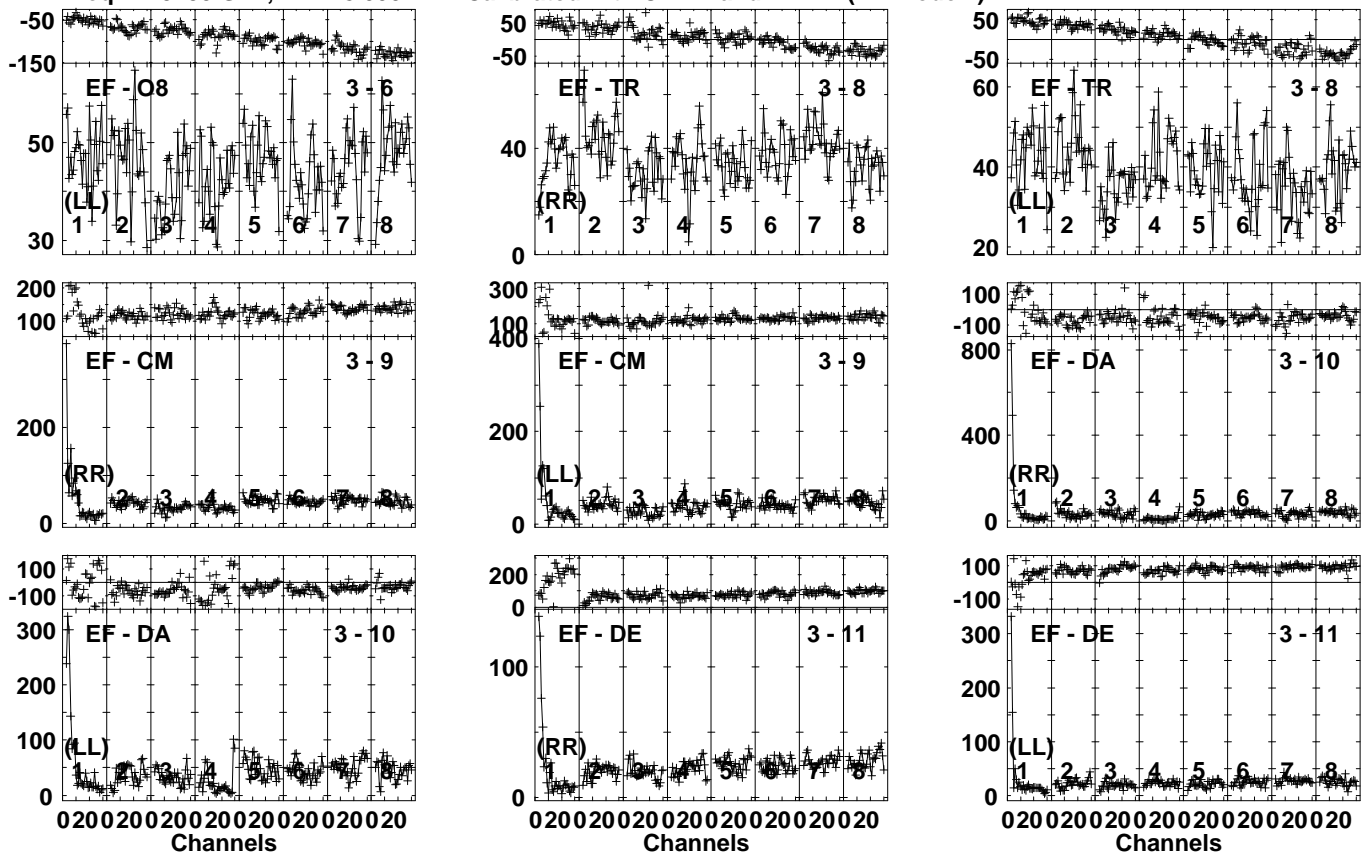 -50 50 50
-150 -50 -50
EF - O8 3 - 6 EF - TR 3 - 8 60 EF - TR 3 - 8
50 40 40
(LL) (RR) (LL)
1 2 3 4 5 6 7 8 1 2 3 4 5 6 7 8 1 2 3 4 5 6 7 8
30 0 20
200 300 100
100 100 -100
400
EF - CM 3 - 9 EF - CM 3 - 9 800 EF - DA 3 - 10
200 200 400
(RR) (LL) (RR)
1 2 3 4 5 6 7 8 1 2 3 4 5 6 7 8 1 2 3 4 5 6 7 8
0 0 0
100 200 100
-100 0 -100
300 EF - DA 3 - 10 EF - DE 3 - 11 300 EF - DE 3 - 11
200 100 200
100 100
(LL) (RR) (LL)
1 2 3 4 5 6 7 8 1 2 3 4 5 6 7 8 1 2 3 4 5 6 7 8
0 0 0
0 20 0 20 0 20 0 20 0 20 0 20 0 20 0 20 0 20 0 20 0 20 0 20 0 20 0 20 0 20 0 20 0 20 0 20 0 20 0 20 0 20 0 20 0 20 0 20
Channels Channels Channels